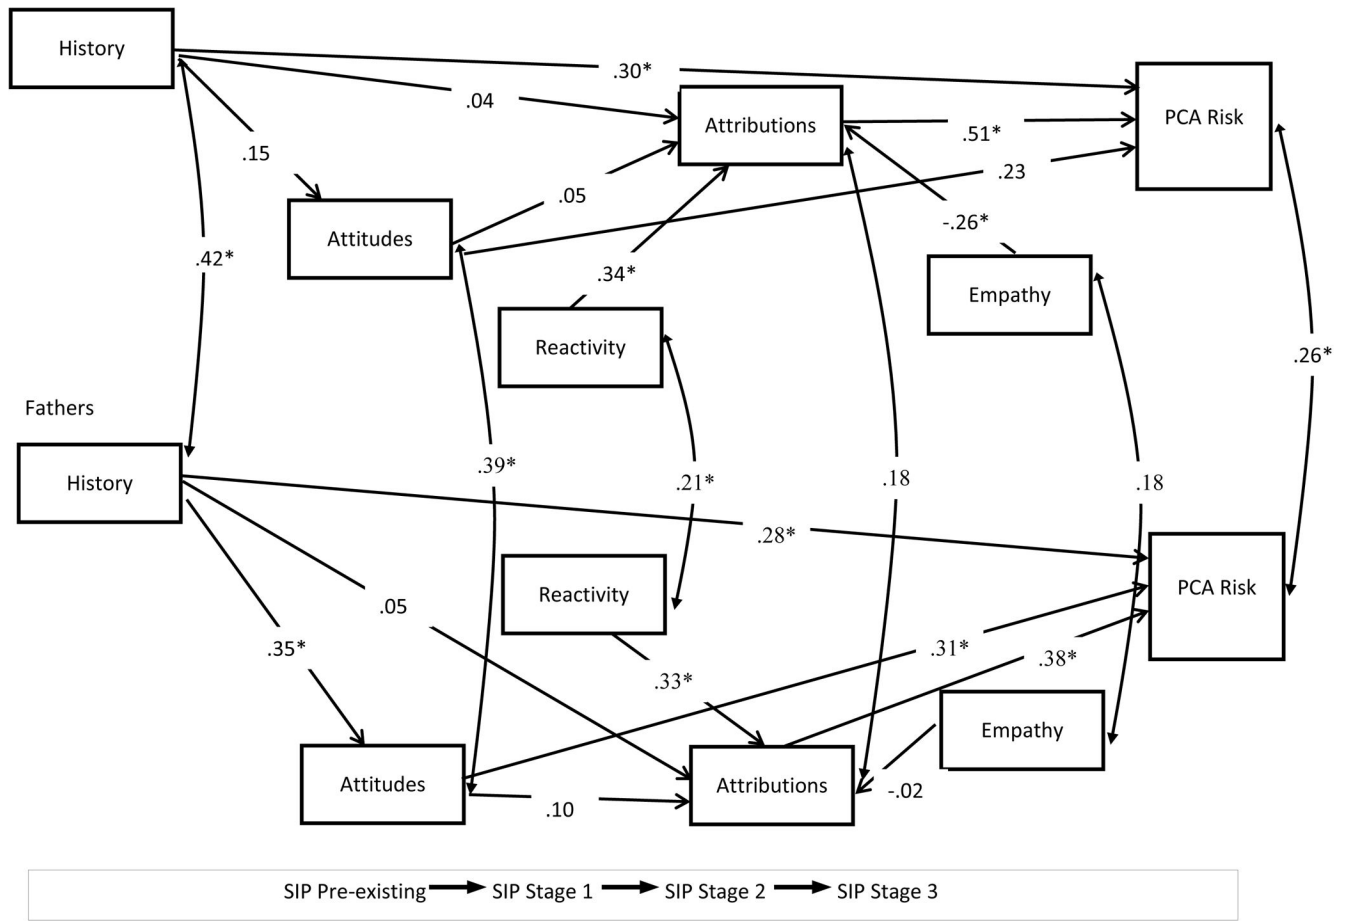 History
.30*
.04
Attributions
PCA Risk
.51*
.15
.23
.05
Attitudes
-.26*
.42*
.34*
Empathy
Reactivity
.26*
Fathers
History
.39*
.21*
.18
.18
.28*
Reactivity
PCA Risk
.05
.35*
.31*
.38*
.33*
Empathy
Attitudes
Attributions
-.02
.10
SIP Pre-existing SIP Stage 1 SIP Stage 2 SIP Stage 3